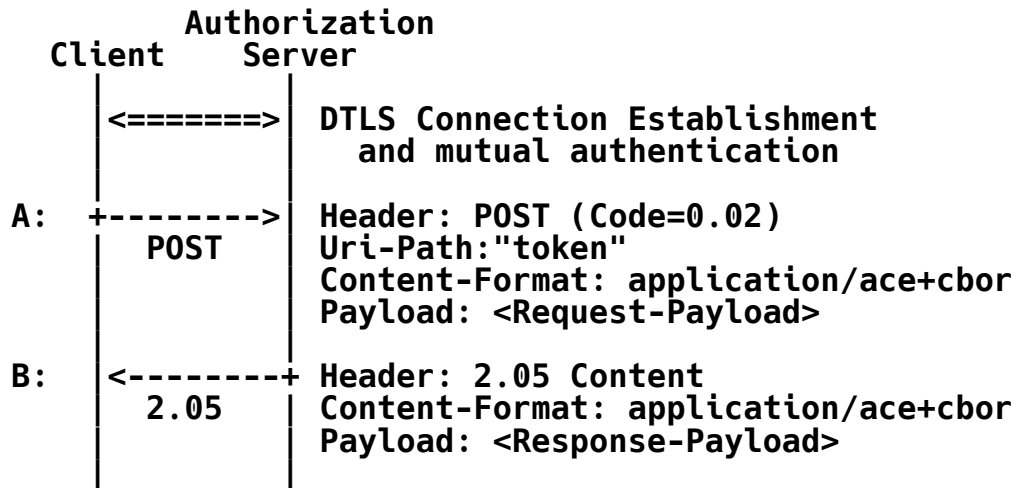 Authorization
Client Server
<=======> DTLS Connection Establishment
and mutual authentication
A: +--------> Header: POST (Code=0.02)
POST Uri-Path:"token"
Content-Format: application/ace+cbor
Payload: <Request-Payload>
B: <--------+ Header: 2.05 Content
2.05 Content-Format: application/ace+cbor
Payload: <Response-Payload>